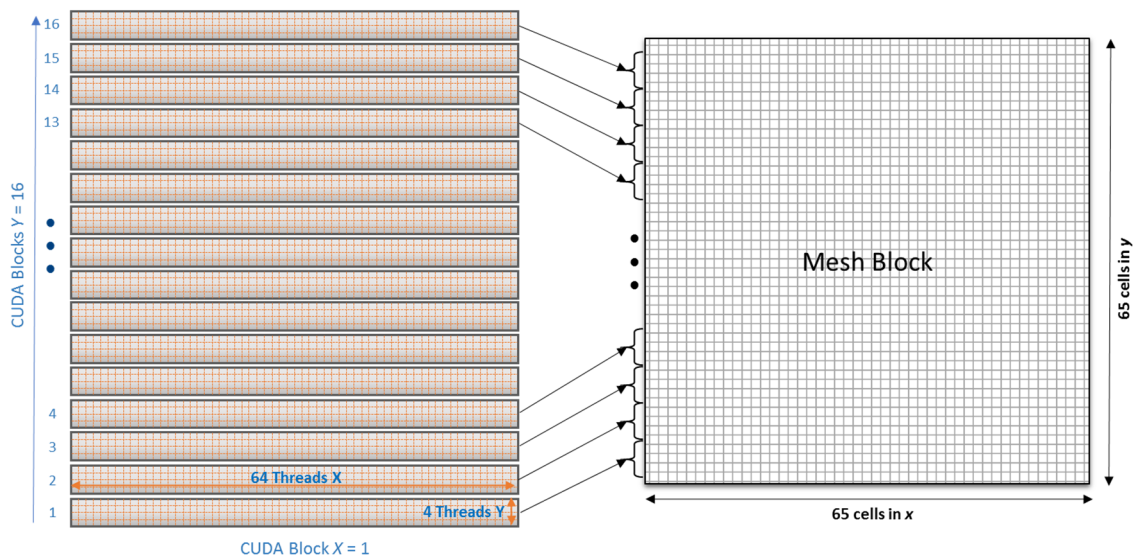 16
15
14
13
CUDA Blocks Y = 16
4
3
2
1
64 Threads X
4 Threads Y
CUDA Block X = 1
Mesh Block
65 cells in y
65 cells in x